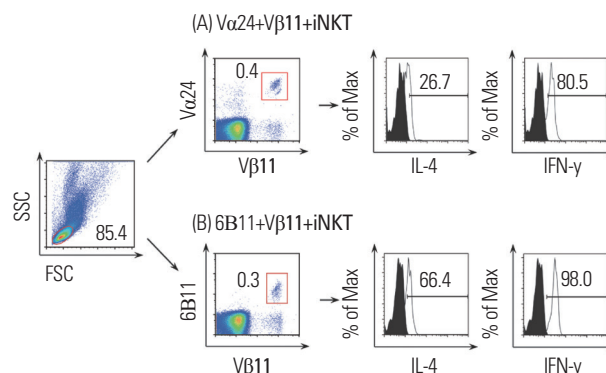 (A) Vα24+Vβ11+iNKT
0.4
Vα24
Vβ11
% of Max
26.7
IL-4
% of Max
80.5
IFN-γ
SSC
85.4
FSC
(B) 6B11+Vβ11+iNKT
0.3
6B11
Vβ11
% of Max
66.4
IL-4
% of Max
98.0
IFN-γ